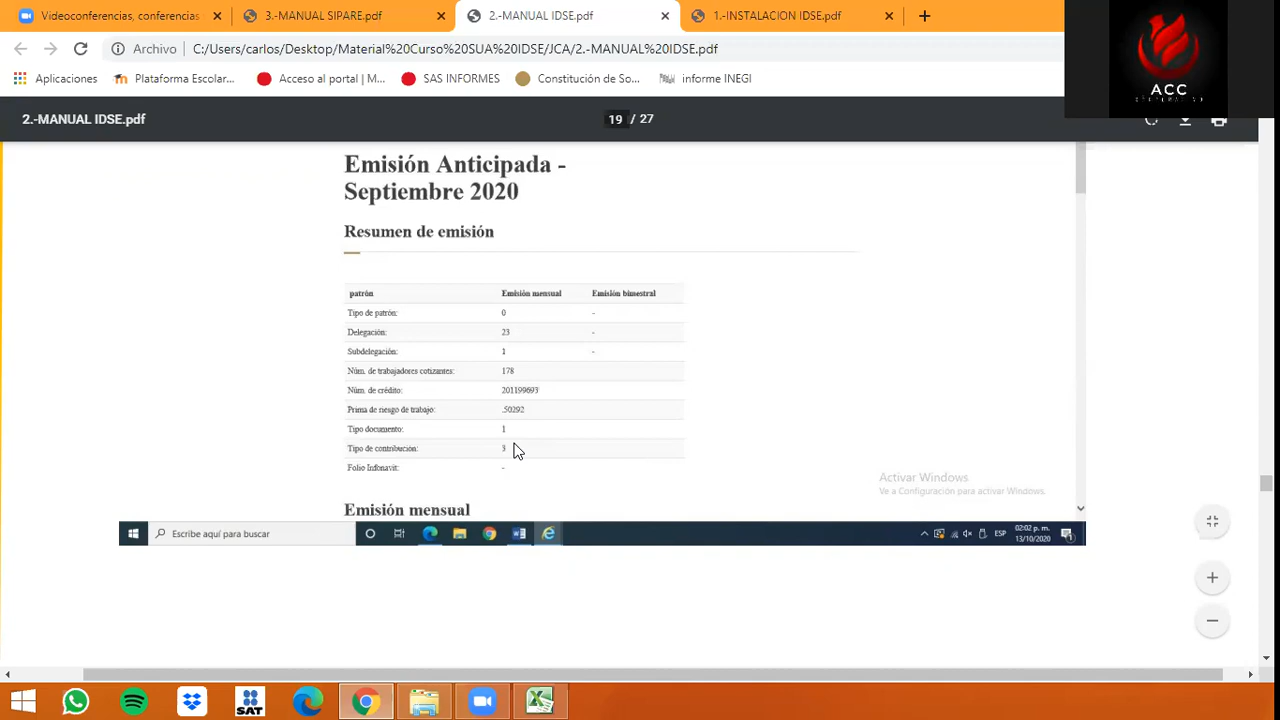 Videoconferencias, conferencias
3.-MANUAL SIPARE.pdf
2.-MANUAL IDSE.pdf
1.-INSTALACION IDSE.pdf
Archivo
C:/Users/carlos/Desktop/Material%20Curso%20SUA%20IDSE/JCA/2.-MANUAL%20IDSE.pdf
Aplicaciones
Plataforma Escolar...
Acceso al portal | M...
SAS INFORMES
Constitución de So...
informe INEGI
ACC
2.-MANUAL IDSE.pdf
19 / 27
Emisión Anticipada -
Septiembre 2020
Resumen de emisión
patrón Emisión mensual Emisión bimestral
Tipo de patrón: 0 -
Delegación: 23 -
Subdelegación: 1 -
Núm. de trabajadores cotizantes: 178
Núm. de crédito: 201199693
Prima de riesgo de trabajo: .50292
Tipo documento: 1
Tipo de contribucion: 3
Folio Infonavit: -
Activar Windows
Ve a Configuración para activar Windows.
Emisión mensual
Escribe aquí para buscar
ESP
02:02 p. m.
13/10/2020
SAT